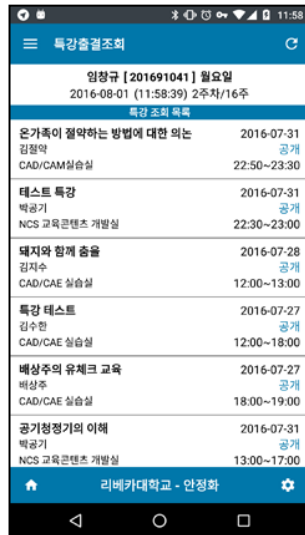 11:58
특강출결조회
임창규 [201691041] 월요일
2016-08-01 (11:58:39) 2주차/16주
특강 조회 목록
온가족이 절약하는 방법에 대한 의논 2016-07-31
김절약 공개
CAD/CAM실습실 22:50~23:30
테스트 특강 2016-07-31
박공기 공개
NCS 교육콘텐츠 개발실 22:30~23:00
돼지와 함께 춤을 2016-07-28
김지수 공개
CAD/CAE 실습실 12:00~13:00
특강 테스트 2016-07-27
김수한 공개
CAD/CAE 실습실 12:00~18:00
배상주의 유체크 교육 2016-07-27
배상주 공개
CAD/CAE 실습실 18:00~19:00
공기청정기의 이해 2016-07-31
박공기 공개
NCS 교육콘텐츠 개발실 13:00~17:00
리베카대학교 - 안정화